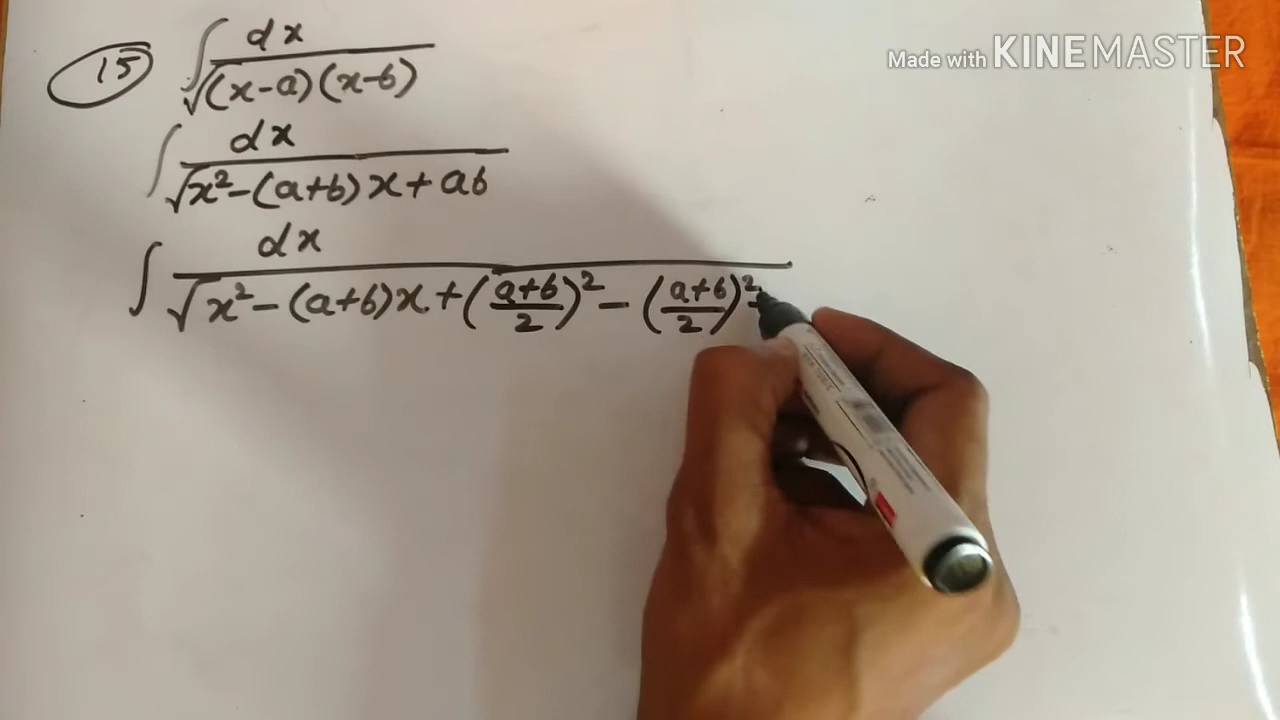 Made with KINEMASTER
15 ∫ dx / √(x-a)(x-b)
∫ dx / √x²-(a+b)x+ab
∫ dx / √x²-(a+b)x+((a+b)/2)²-((a+b)/2)²